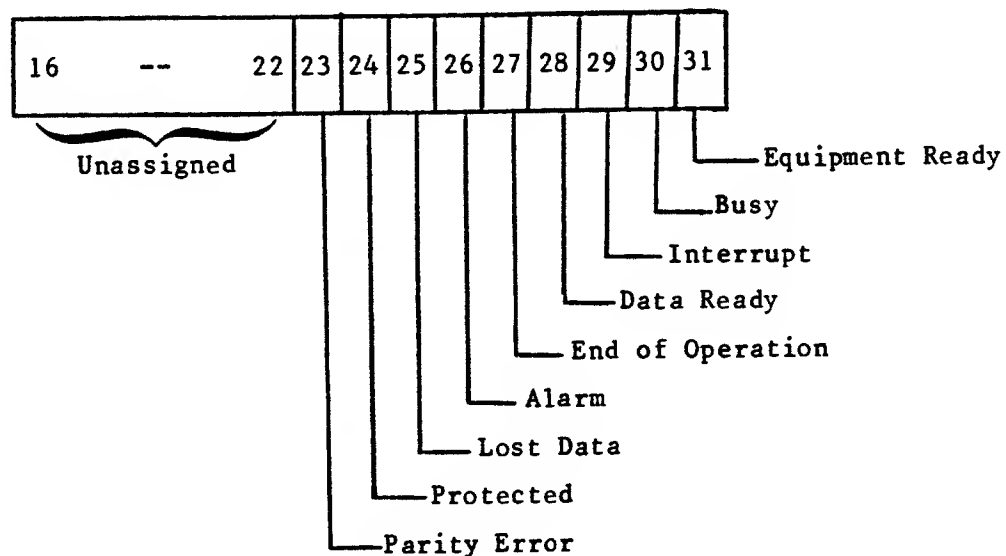 16 -- 22 23 24 25 26 27 28 29 30 31
Unassigned
Equipment Ready
Busy
Interrupt
Data Ready
End of Operation
Alarm
Lost Data
Protected
Parity Error